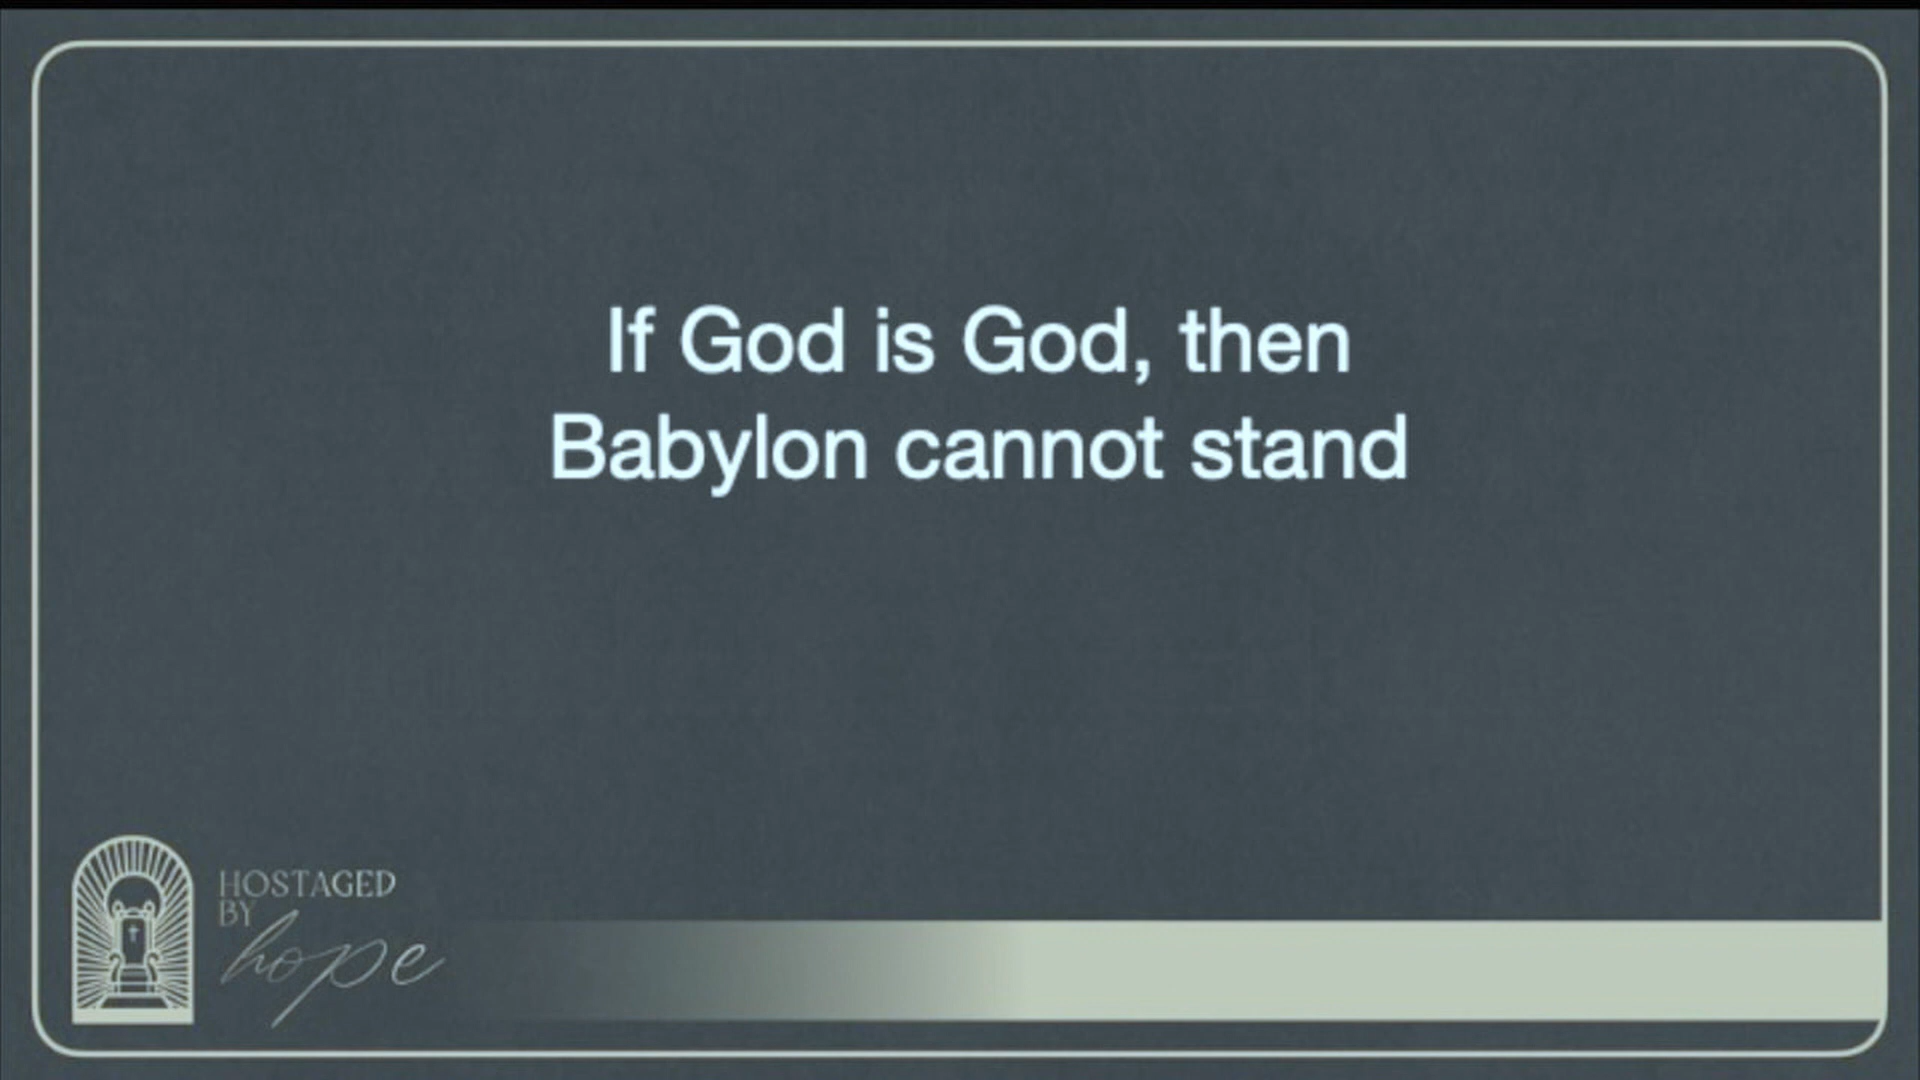 If God is God, then
Babylon cannot stand
HOSTAGED
BY
hope